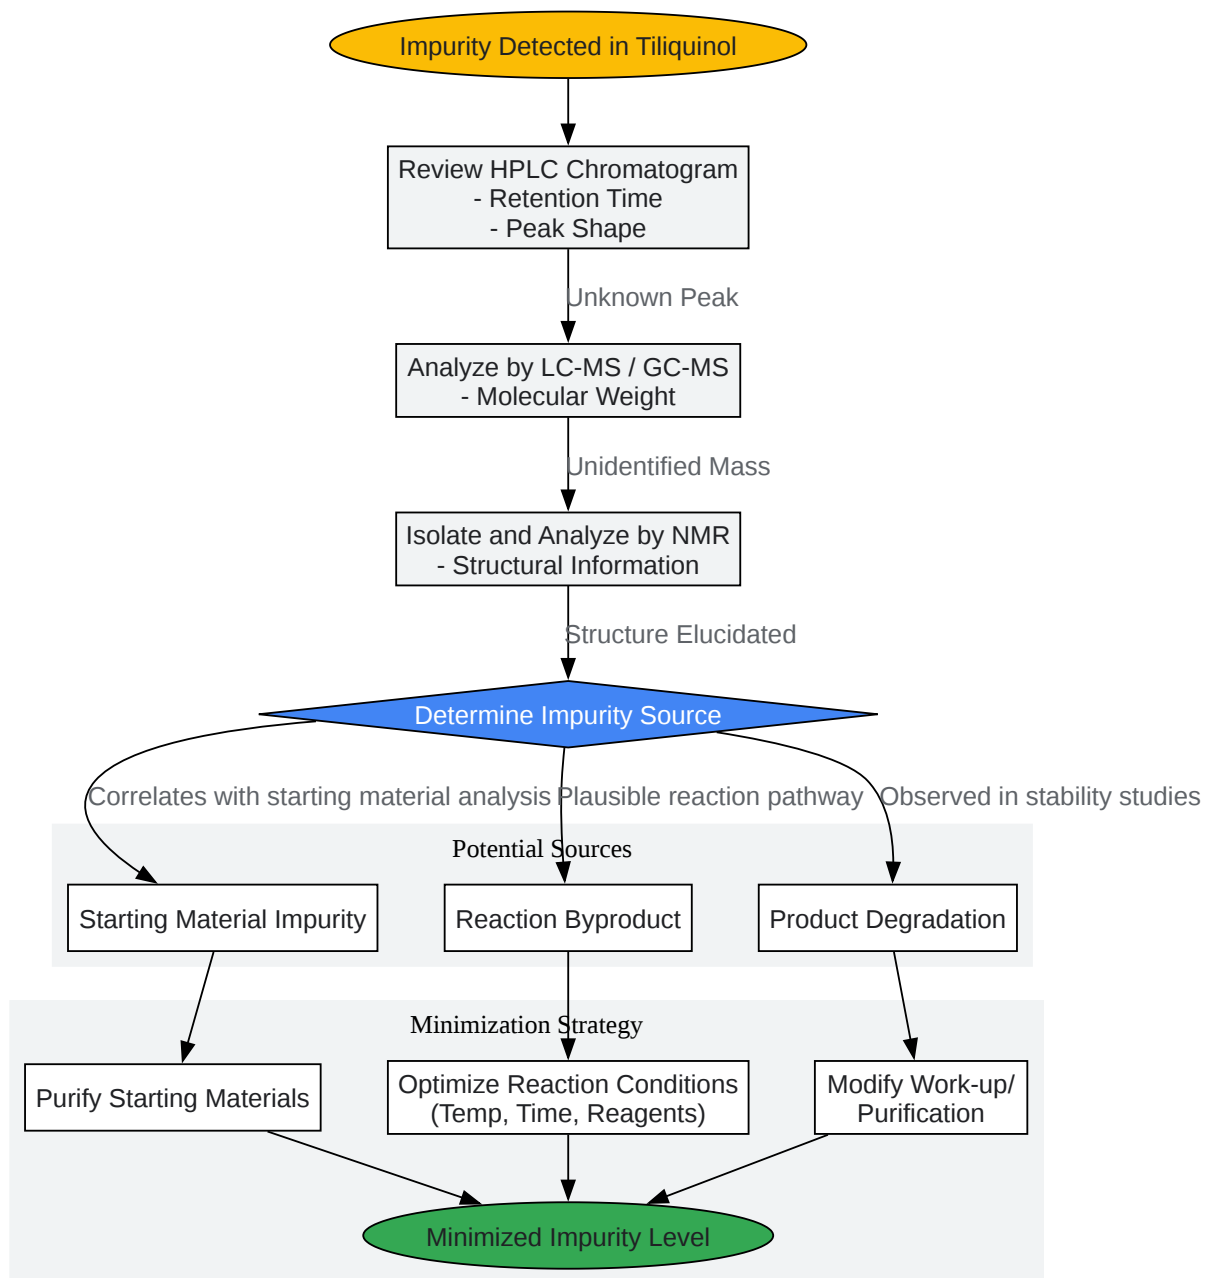 Impurity Detected in Tiliquinol
Review HPLC Chromatogram
- Retention Time
- Peak Shape
Unknown Peak
Analyze by LC-MS / GC-MS
- Molecular Weight
Unidentified Mass
Isolate and Analyze by NMR
- Structural Information
Structure Elucidated
Determine Impurity Source
Correlates with starting material analysis
Plausible reaction pathway
Observed in stability studies
Potential Sources
Starting Material Impurity
Reaction Byproduct
Product Degradation
Minimization Strategy
Purify Starting Materials
Optimize Reaction Conditions
(Temp, Time, Reagents)
Modify Work-up/
Purification
Minimized Impurity Level